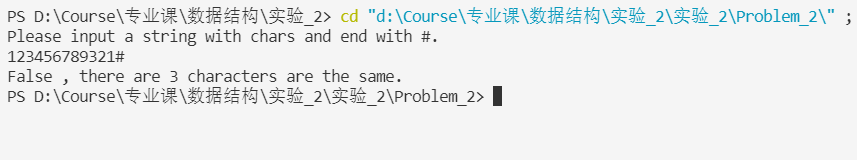 PS D:\Course\专业课\数据结构\实验_2> cd "d:\Course\专业课\数据结构\实验_2\实验_2\Problem_2\" ;
Please input a string with chars and end with #.
123456789321#
False , there are 3 characters are the same.
PS D:\Course\专业课\数据结构\实验_2\实验_2\Problem_2>